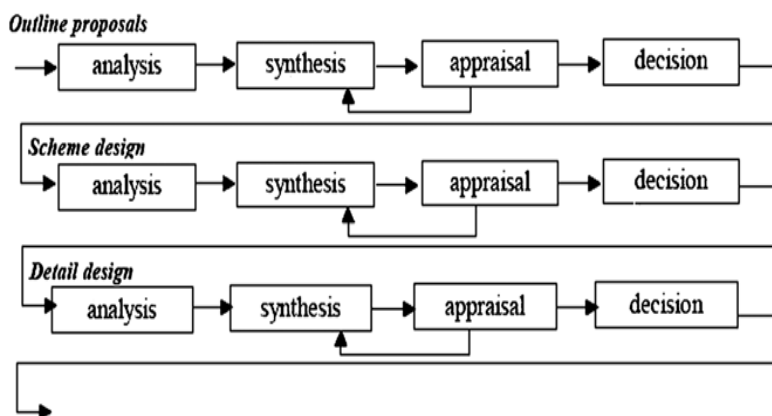 Outline proposals
analysis synthesis appraisal decision
Scheme design
analysis synthesis appraisal decision
Detail design
analysis synthesis appraisal decision